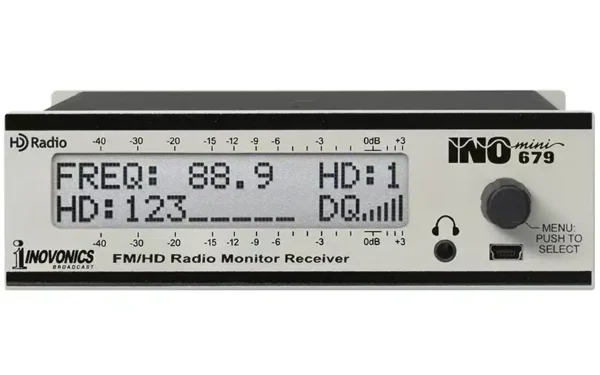 HD Radio
-40 -30 -20 -15 -12 -9 -6 -3 0dB +3
INO mini 679
FREQ: 88.9 HD:1
HD:123_____ DQ
MENU:
PUSH TO
SELECT
-40 -30 -20 -15 -12 -9 -6 -3 0dB +3
INOVONICS
BROADCAST
FM/HD Radio Monitor Receiver